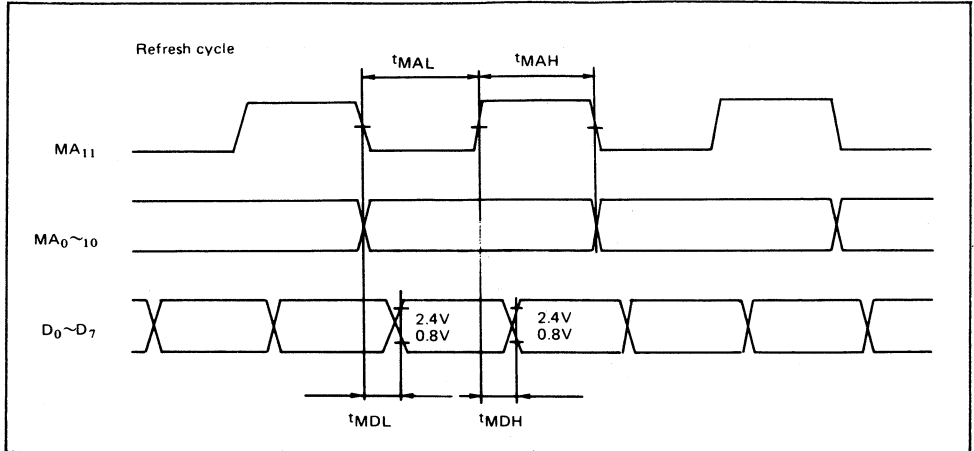 Refresh cycle
tMAL
tMAH
MA11
MA0~10
D0~D7
2.4V
0.8V
2.4V
0.8V
tMDL
tMDH